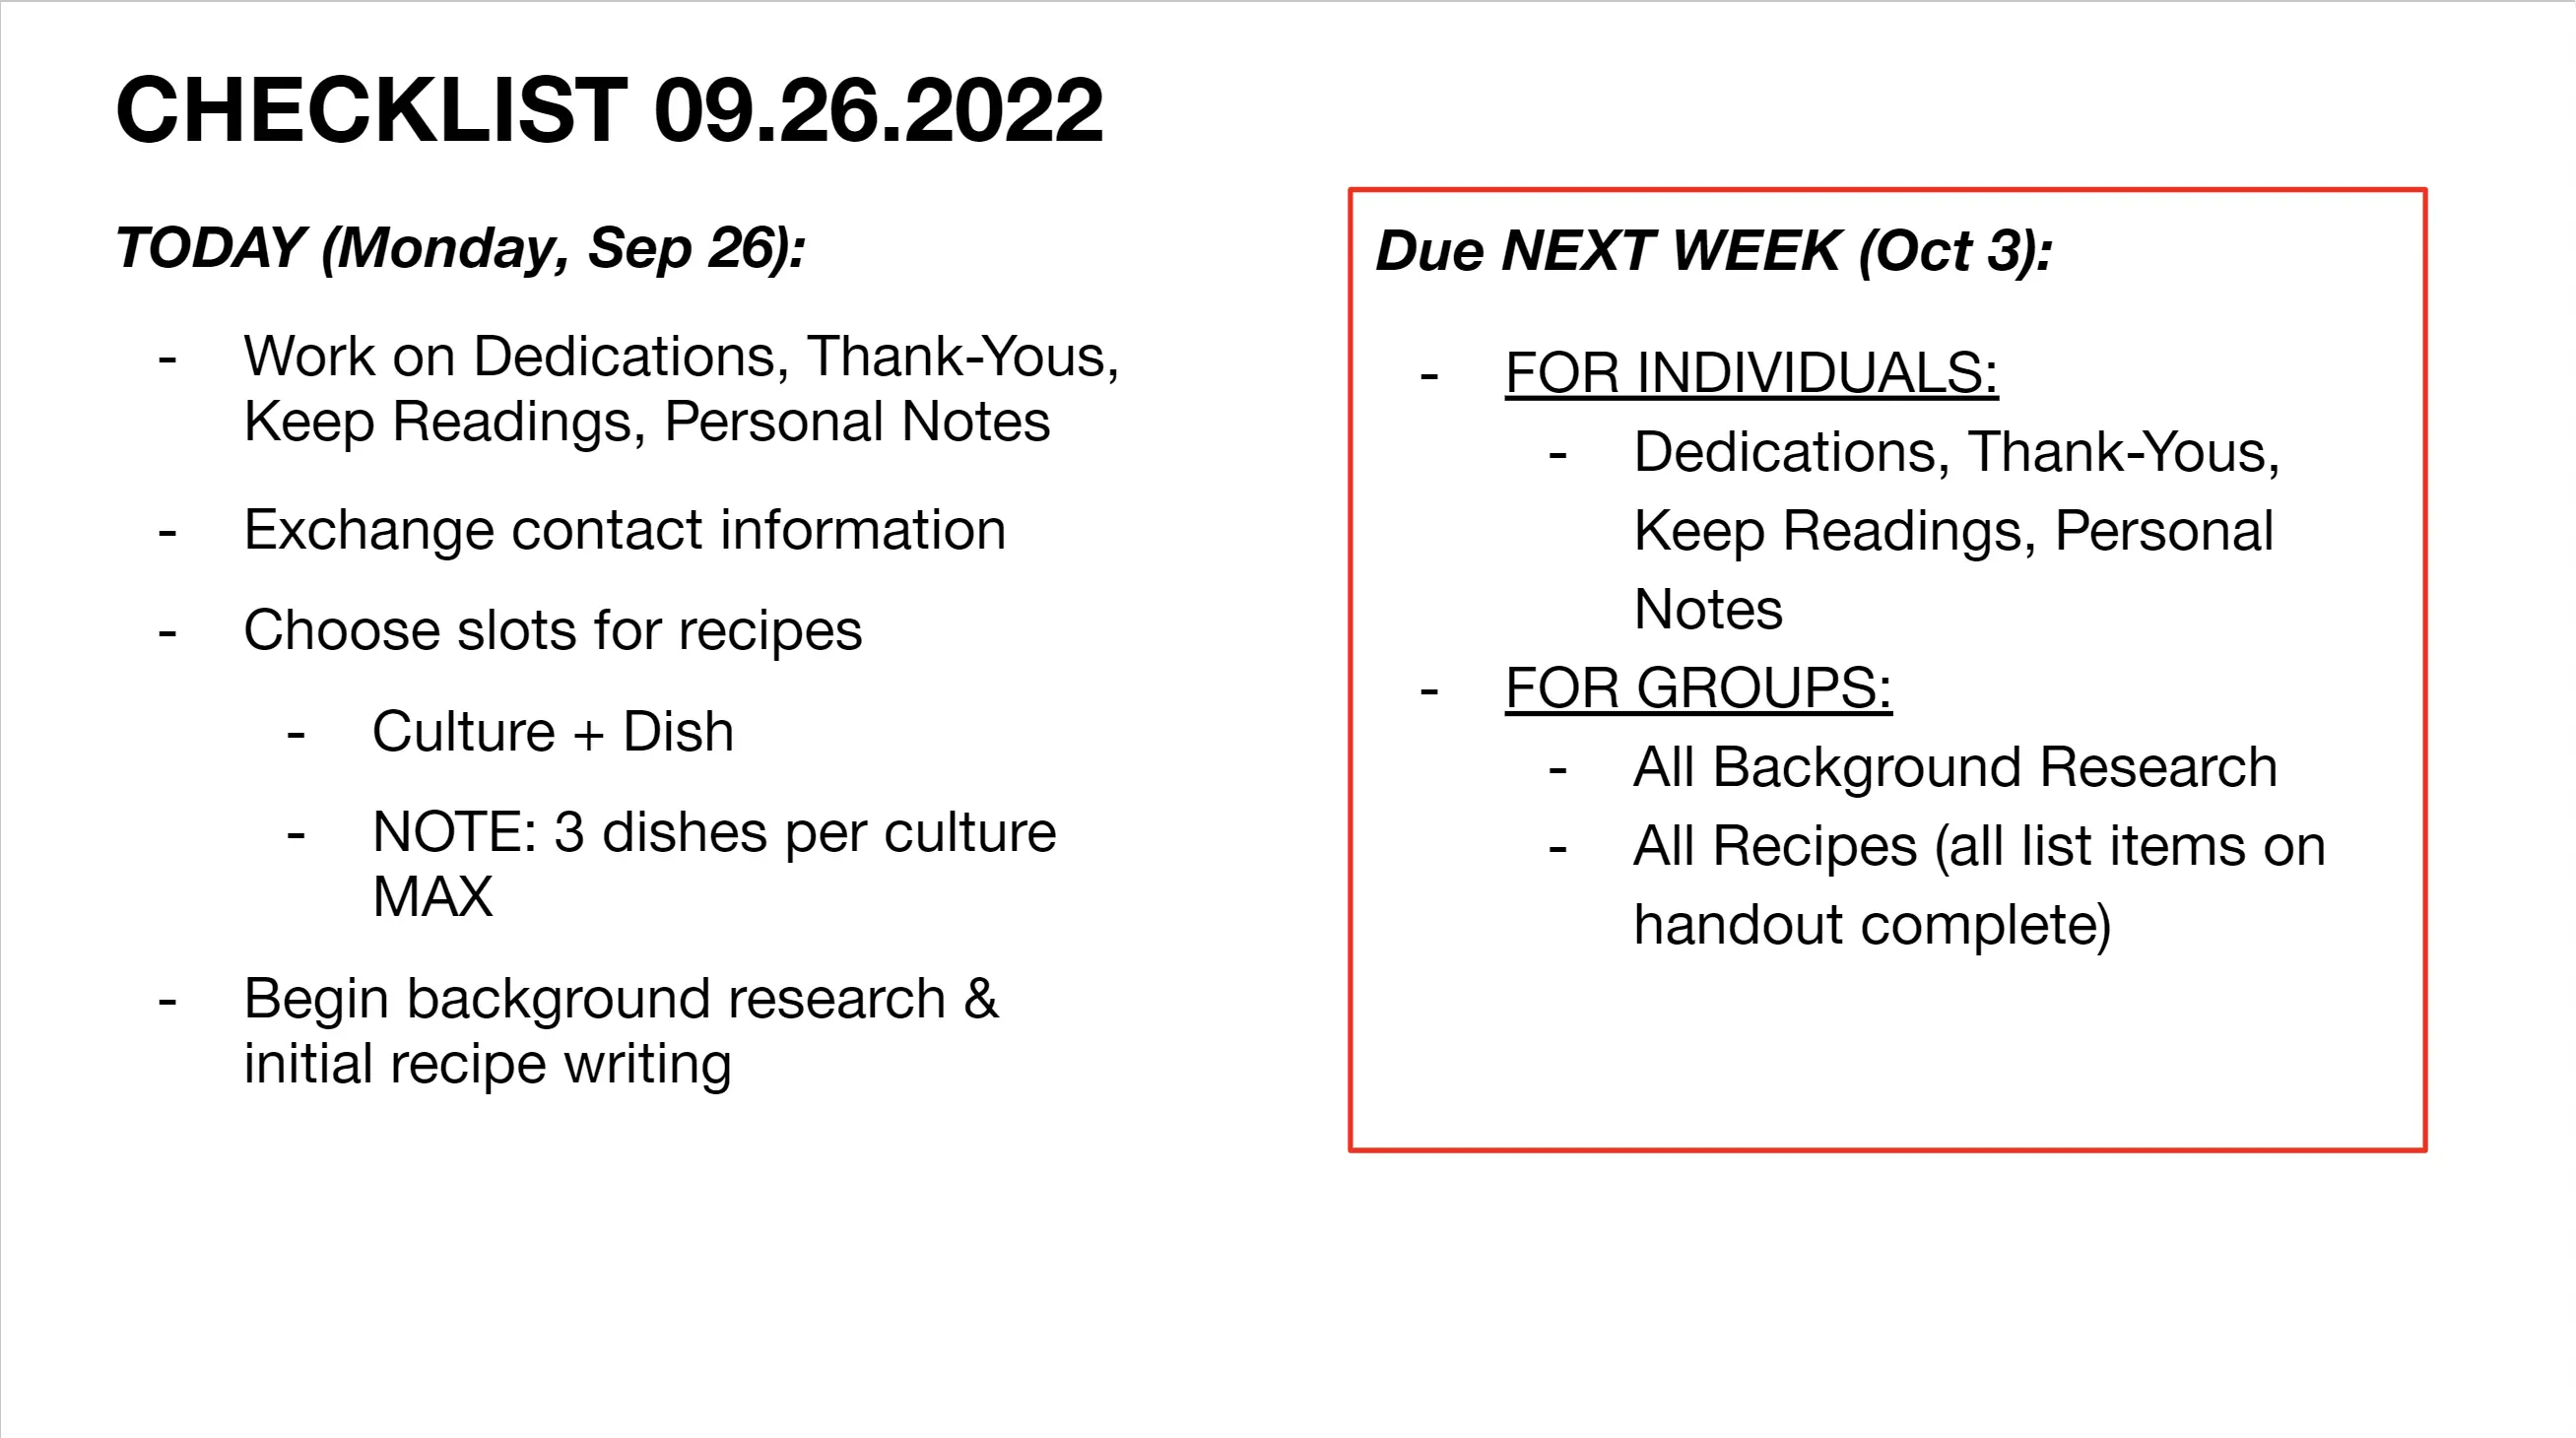 CHECKLIST 09.26.2022
TODAY (Monday, Sep 26):
- Work on Dedications, Thank-Yous,
Keep Readings, Personal Notes
- Exchange contact information
- Choose slots for recipes
- Culture + Dish
- NOTE: 3 dishes per culture
MAX
- Begin background research &
initial recipe writing
Due NEXT WEEK (Oct 3):
- FOR INDIVIDUALS:
- Dedications, Thank-Yous,
Keep Readings, Personal
Notes
- FOR GROUPS:
- All Background Research
- All Recipes (all list items on
handout complete)